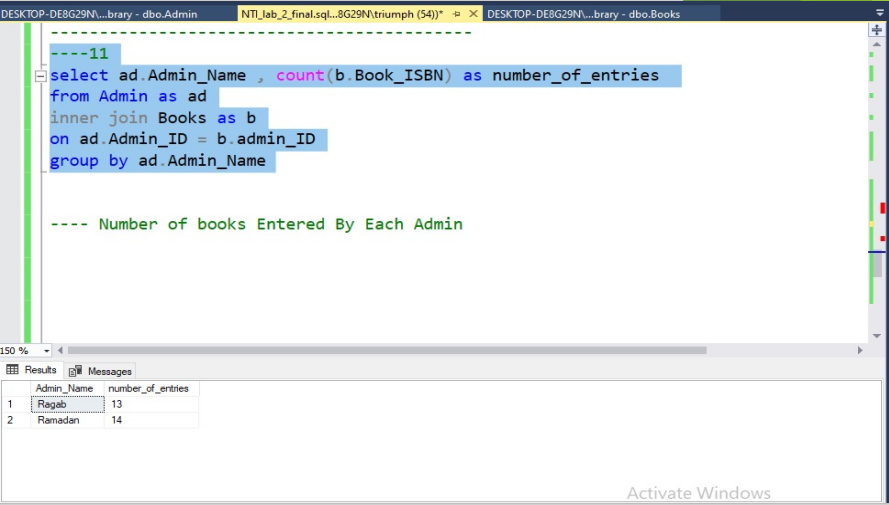 DESKTOP-DE8G29N\...brary - dbo.Admin NTI_lab_2_final.sql...8G29N\triumph (54))* DESKTOP-DE8G29N\...brary - dbo.Books
-------------------------------------------
----11
select ad.Admin_Name , count(b.Book_ISBN) as number_of_entries
from Admin as ad
inner join Books as b
on ad.Admin_ID = b.admin_ID
group by ad.Admin_Name
---- Number of books Entered By Each Admin
150 %
Results Messages
Admin_Name number_of_entries
1 Ragab 13
2 Ramadan 14
Activate Windows